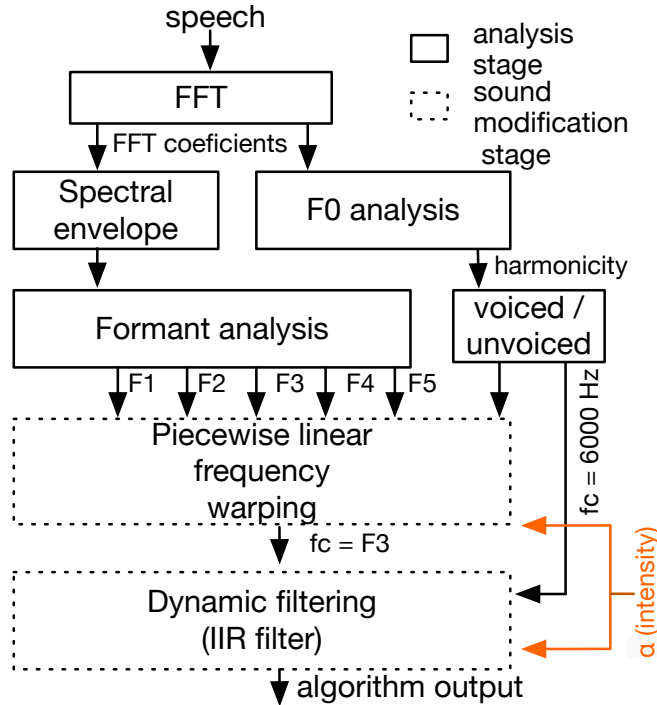 speech
analysis
stage
sound
modification
stage
FFT
FFT coeficients
Spectral
envelope
F0 analysis
harmonicity
Formant analysis
voiced /
unvoiced
F1 F2 F3 F4 F5
fc = 6000 Hz
Piecewise linear
frequency
warping
fc = F3
α (intensity)
Dynamic filtering
(IIR filter)
algorithm output